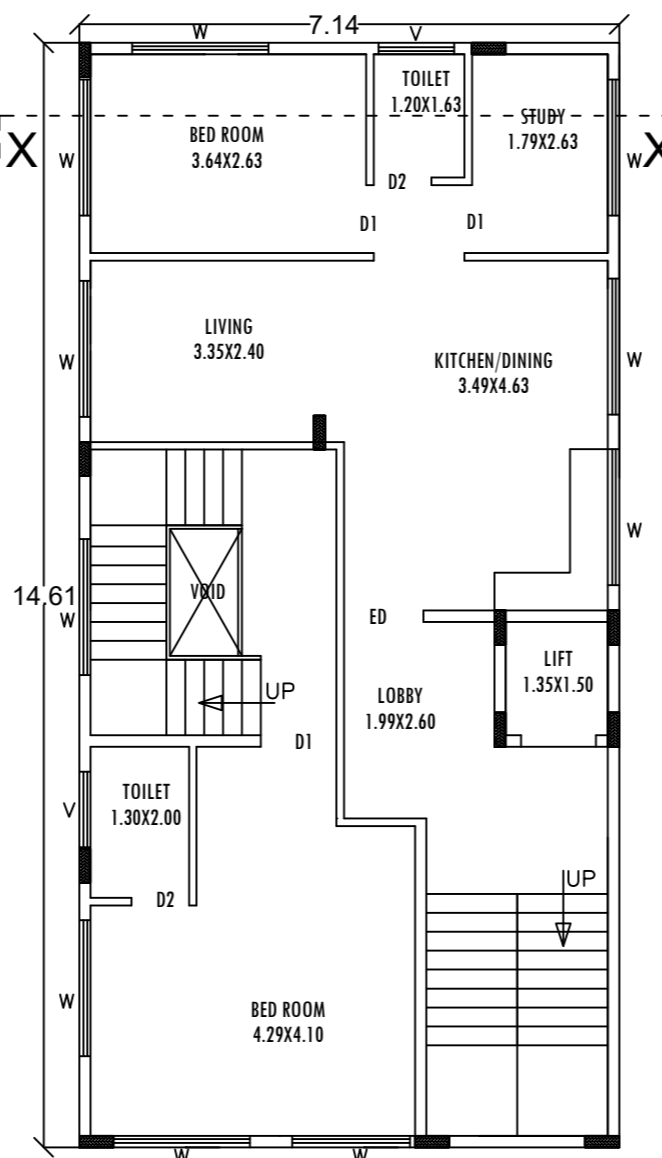 W
7.14
V
TOILET
1.20X1.63
STUDY
1.79X2.63
BED ROOM
3.64X2.63
X
W
W
X
D2
D1
D1
LIVING
3.35X2.40
KITCHEN/DINING
3.49X4.63
W
W
W
VOID
14.61
W
ED
LIFT
1.35X1.50
UP
LOBBY
1.99X2.60
D1
TOILET
1.30X2.00
V
UP
D2
W
BED ROOM
4.29X4.10
W
W